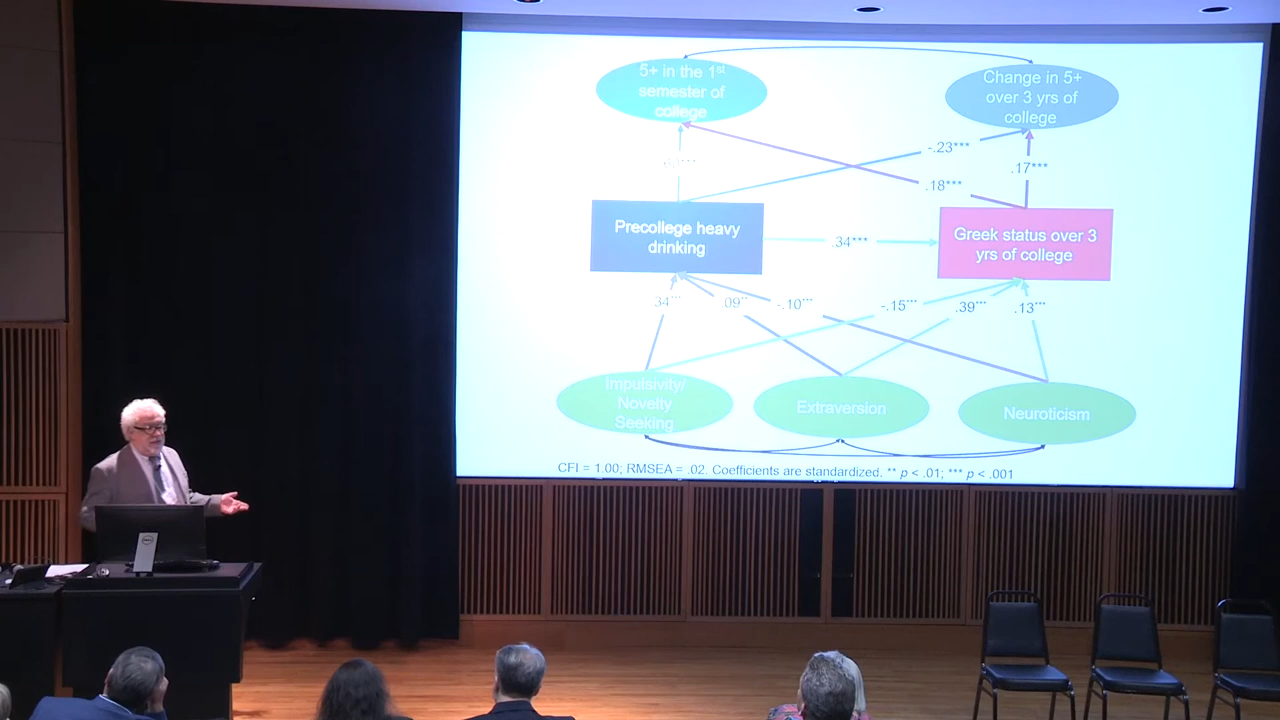 5+ in the 1st
semester of
college
Change in 5+
over 3 yrs of
college
-.23***
.17***
.18***
Precollege heavy
drinking
.34***
Greek status over 3
yrs of college
.34***
.09**
-.10***
-.15***
.39***
.13***
Impulsivity/
Novelty
Seeking
Extraversion
Neuroticism
CFI = 1.00; RMSEA = .02. Coefficients are standardized. ** p < .01; *** p < .001
DELL